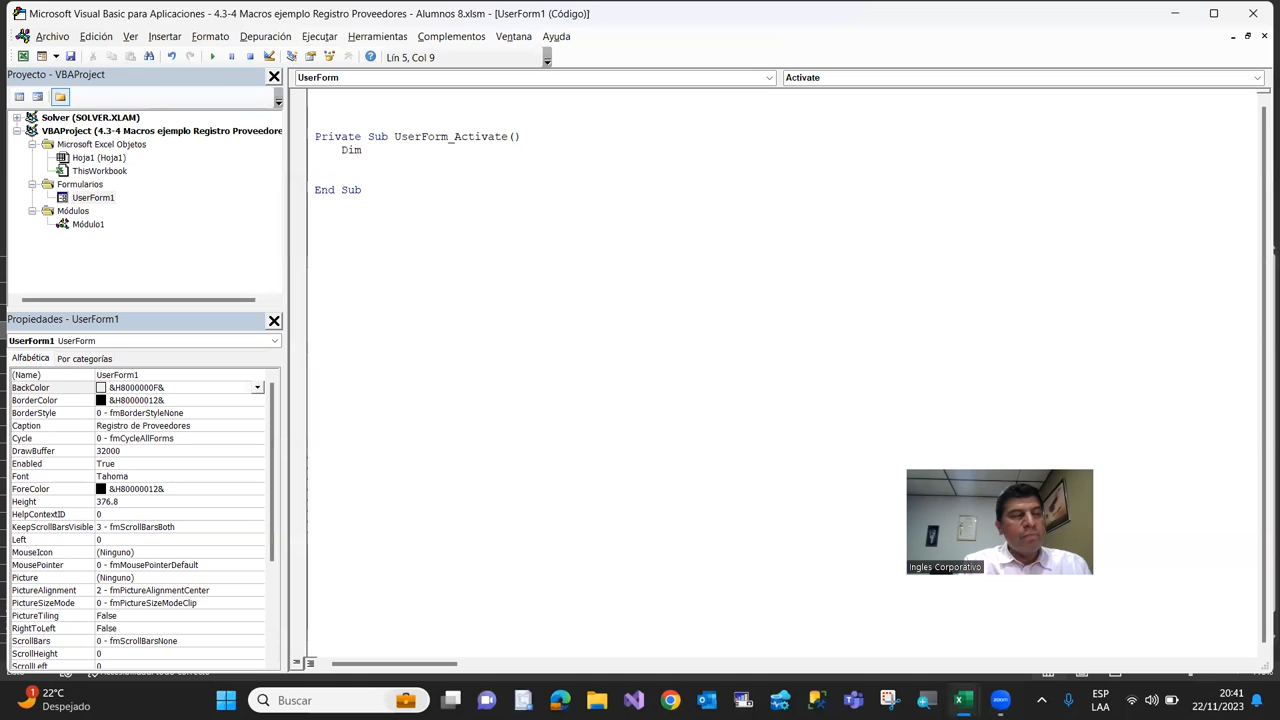 Microsoft Visual Basic para Aplicaciones - 4.3-4 Macros ejemplo Registro Proveedores - Alumnos 8.xlsm - [UserForm1 (Código)]
Archivo Edición Ver Insertar Formato Depuración Ejecutar Herramientas Complementos Ventana Ayuda
Lín 5, Col 9
Proyecto - VBAProject
Solver (SOLVER.XLAM)
VBAProject (4.3-4 Macros ejemplo Registro Proveedore
Microsoft Excel Objetos
Hoja1 (Hoja1)
ThisWorkbook
Formularios
UserForm1
Módulos
Módulo1
UserForm Activate
Private Sub UserForm_Activate()
Dim
End Sub
Propiedades - UserForm1
UserForm1 UserForm
Alfabética Por categorías
(Name) UserForm1
BackColor &H8000000F&
BorderColor &H80000012&
BorderStyle 0 - fmBorderStyleNone
Caption Registro de Proveedores
Cycle 0 - fmCycleAllForms
DrawBuffer 32000
Enabled True
Font Tahoma
ForeColor &H80000012&
Height 376.8
HelpContextID 0
KeepScrollBarsVisible 3 - fmScrollBarsBoth
Left 0
MouseIcon (Ninguno)
MousePointer 0 - fmMousePointerDefault
Picture (Ninguno)
PictureAlignment 2 - fmPictureAlignmentCenter
PictureSizeMode 0 - fmPictureSizeModeClip
PictureTiling False
RightToLeft False
ScrollBars 0 - fmScrollBarsNone
ScrollHeight 0
ScrollLeft 0
Ingles Corporativo
22°C
Despejado
Buscar
ESP
LAA
20:41
22/11/2023